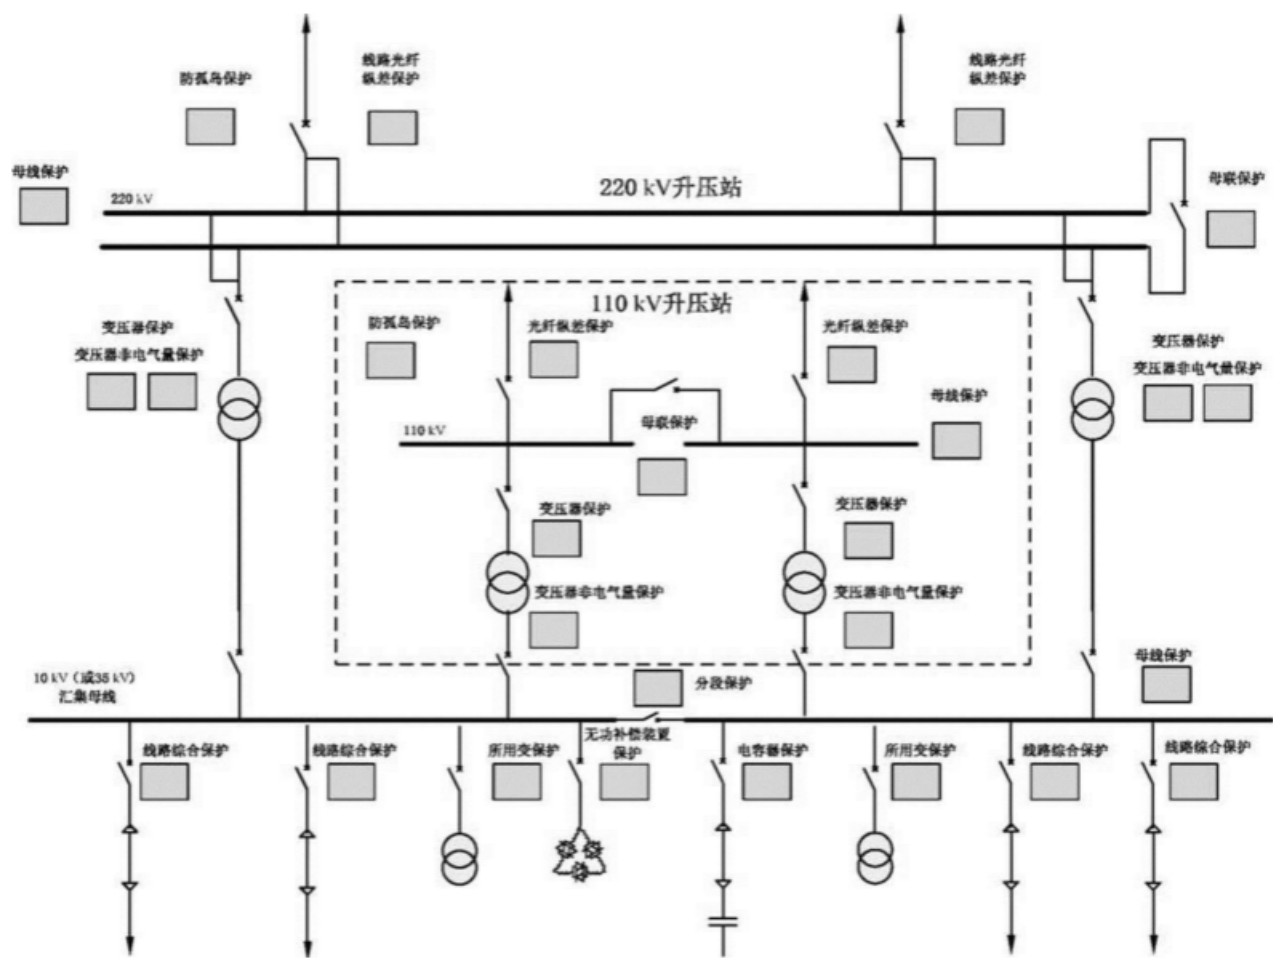 线路光纤
纵差保护
防孤岛保护
线路光纤
纵差保护
母线保护
220 kV
220 kV升压站
母联保护
110 kV升压站
防孤岛保护
光纤纵差保护
光纤纵差保护
变压器保护
变压器非电气量保护
变压器保护
变压器非电气量保护
母线保护
110 kV
母联保护
变压器保护
变压器保护
变压器非电气量保护
变压器非电气量保护
10 kV（或35 kV）
汇集母线
分段保护
母线保护
线路综合保护
线路综合保护
所用变保护
无功补偿装置
保护
电容器保护
所用变保护
线路综合保护
线路综合保护